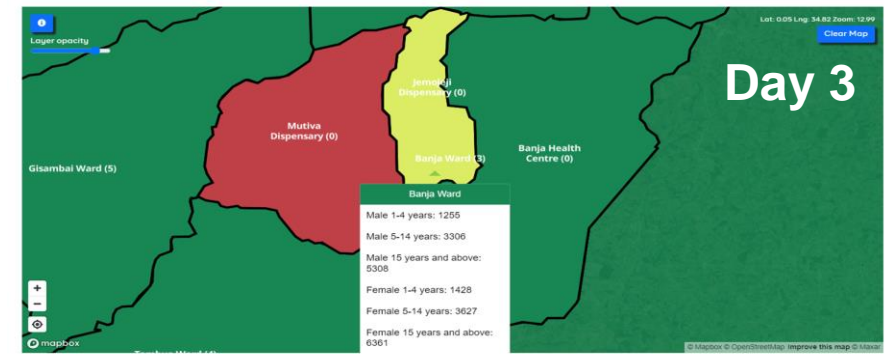 Lat: 0.05 Lng: 34.82 Zoom: 12.99
Layer opacity
Clear Map
Day 3
Jemojeji
Dispensary (0)
Mutiva
Dispensary (0)
Banja Health
Centre (0)
Banja Ward (3)
Gisambai Ward (5)
Banja Ward
Male 1-4 years: 1255
Male 5-14 years: 3306
Male 15 years and above:
5308
Female 1-4 years: 1428
Female 5-14 years: 3627
Female 15 years and above:
6361
mapbox
© Mapbox © OpenStreetMap Improve this map © Maxar